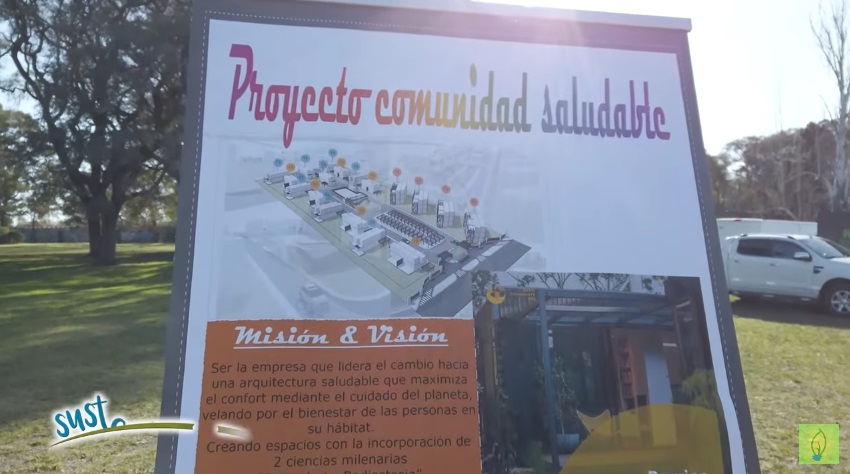 Proyecto comunidad saludable
Misión & Visión
Ser la empresa que lidera el cambio hacia
una arquitectura saludable que maximiza
el confort mediante el cuidado del planeta,
velando por el bienestar de las personas en
su hábitat.
Creando espacios con la incorporación de
2 ciencias milenarias
sust